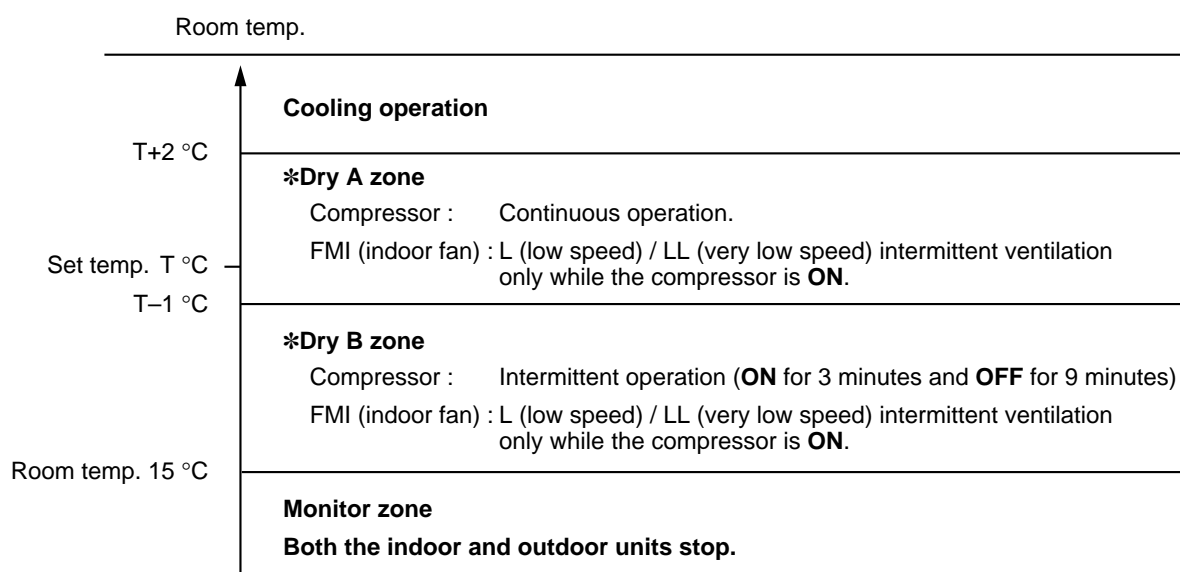 Room temp.
Cooling operation
T+2 °C
✻Dry A zone
Compressor : Continuous operation.
FMI (indoor fan) : L (low speed) / LL (very low speed) intermittent ventilation
only while the compressor is ON.
Set temp. T °C
T–1 °C
✻Dry B zone
Compressor : Intermittent operation (ON for 3 minutes and OFF for 9 minutes)
FMI (indoor fan) : L (low speed) / LL (very low speed) intermittent ventilation
only while the compressor is ON.
Room temp. 15 °C
Monitor zone
Both the indoor and outdoor units stop.